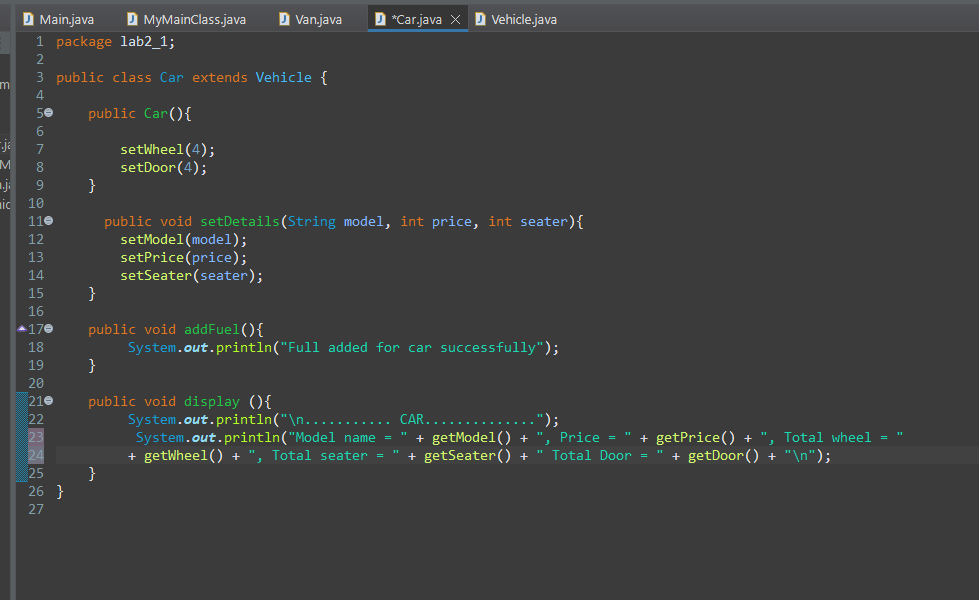 Main.java MyMainClass.java Van.java *Car.java Vehicle.java
1 package lab2_1;
2
3 public class Car extends Vehicle {
4
5 public Car(){
6
7 setWheel(4);
8 setDoor(4);
9 }
10
11 public void setDetails(String model, int price, int seater){
12 setModel(model);
13 setPrice(price);
14 setSeater(seater);
15 }
16
17 public void addFuel(){
18 System.out.println("Full added for car successfully");
19 }
20
21 public void display (){
22 System.out.println("\n........... CAR..............");
23 System.out.println("Model name = " + getModel() + ", Price = " + getPrice() + ", Total wheel = "
24 + getWheel() + ", Total seater = " + getSeater() + " Total Door = " + getDoor() + "\n");
25 }
26 }
27